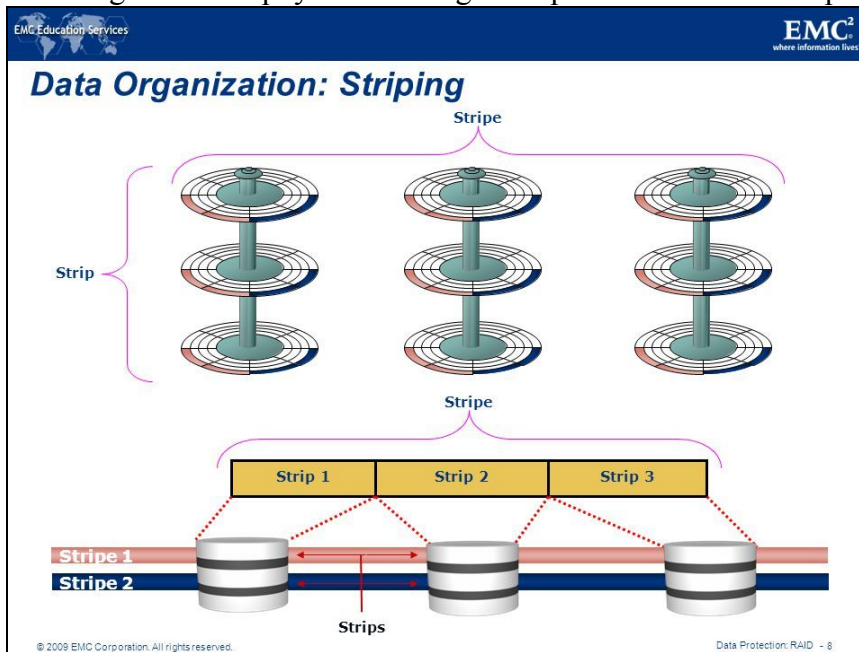 EMC Education Services
EMC²
where information lives®
Data Organization: Striping
Stripe
Strip
Stripe
Strip 1 Strip 2 Strip 3
Stripe 1
Stripe 2
Strips
© 2009 EMC Corporation. All rights reserved.
Data Protection: RAID - 8